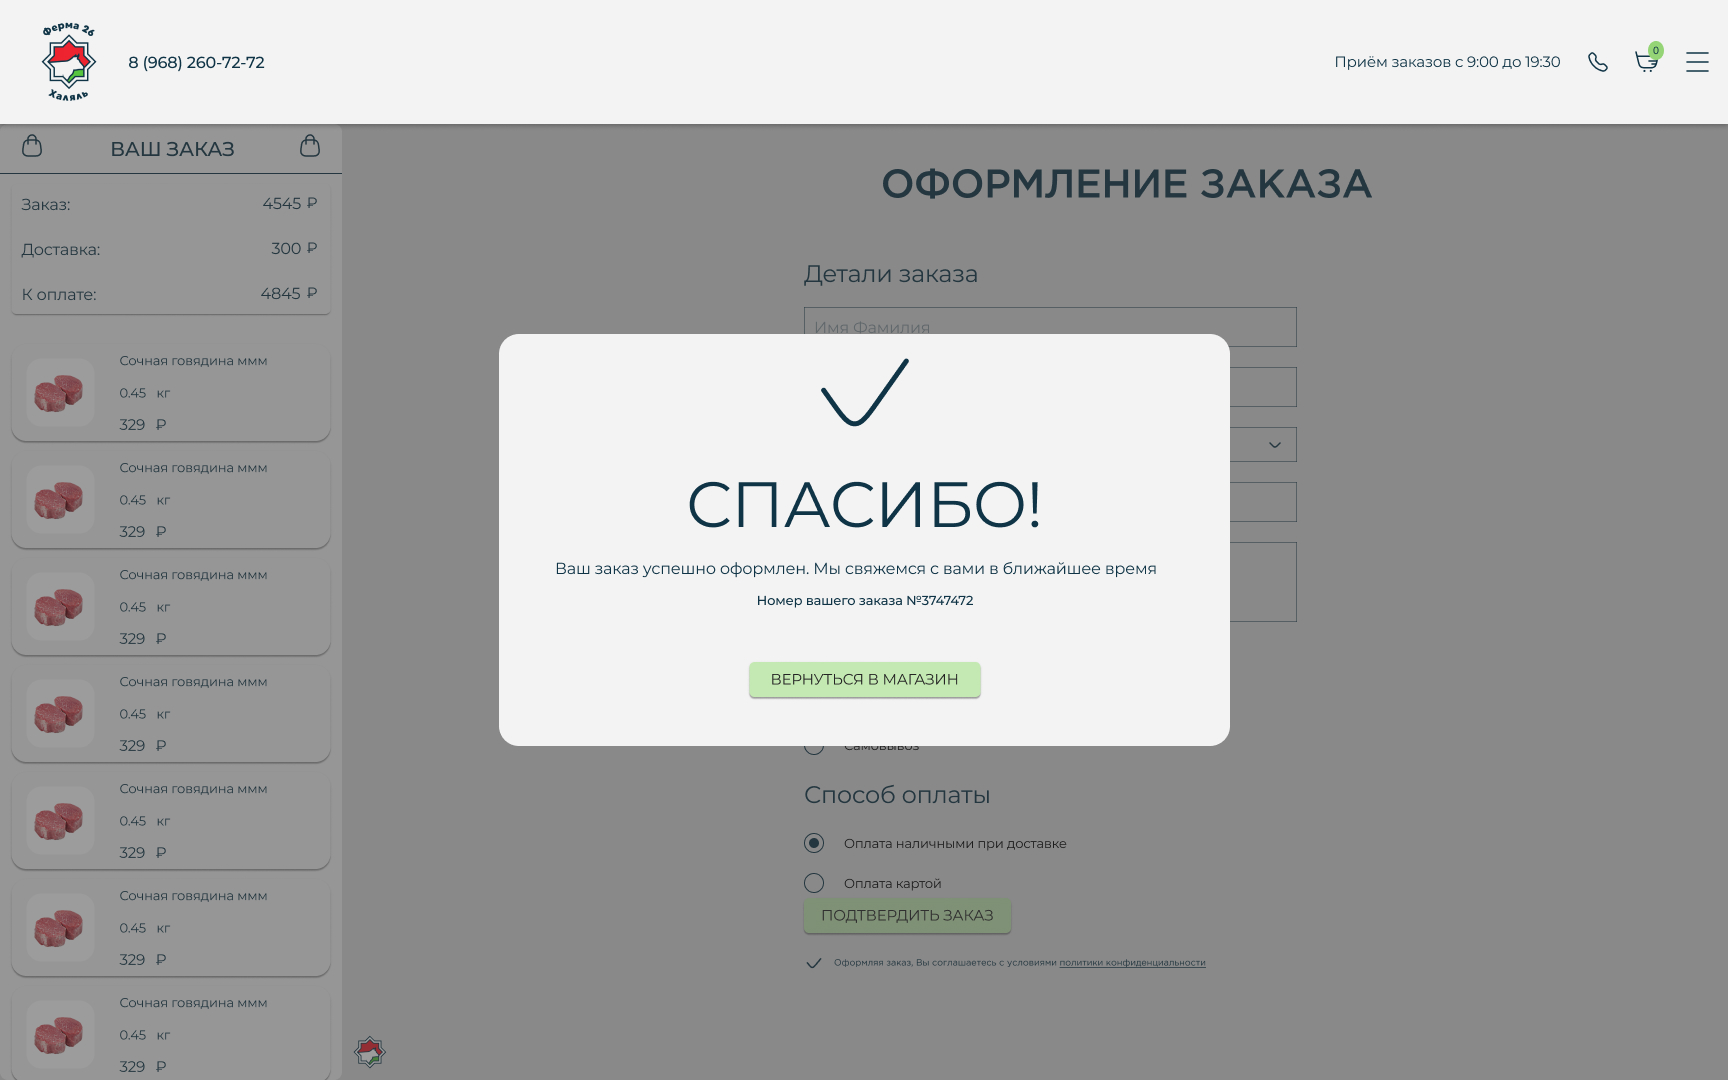 Ферма 26
Халяль
8 (968) 260-72-72
Приём заказов с 9:00 до 19:30
0
ВАШ ЗАКАЗ
Заказ: 4545 ₽
Доставка: 300 ₽
К оплате: 4845 ₽
Сочная говядина ммм
0.45 кг
329 ₽
Сочная говядина ммм
0.45 кг
329 ₽
Сочная говядина ммм
0.45 кг
329 ₽
Сочная говядина ммм
0.45 кг
329 ₽
Сочная говядина ммм
0.45 кг
329 ₽
Сочная говядина ммм
0.45 кг
329 ₽
Сочная говядина ммм
0.45 кг
329 ₽
ОФОРМЛЕНИЕ ЗАКАЗА
Детали заказа
Имя Фамилия
СПАСИБО!
Ваш заказ успешно оформлен. Мы свяжемся с вами в ближайшее время
Номер вашего заказа №3747472
ВЕРНУТЬСЯ В МАГАЗИН
Самовывоз
Способ оплаты
Оплата наличными при доставке
Оплата картой
ПОДТВЕРДИТЬ ЗАКАЗ
Оформляя заказ, Вы соглашаетесь с условиями политики конфиденциальности